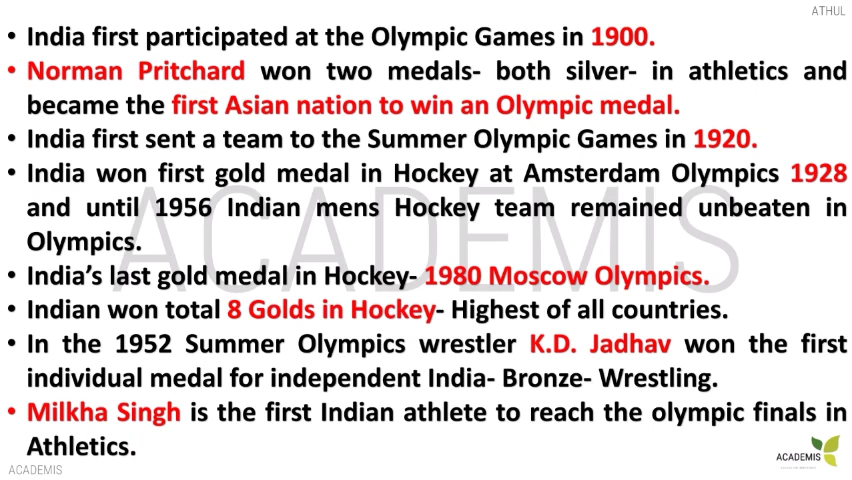 ATHUL
• India first participated at the Olympic Games in 1900.
• Norman Pritchard won two medals- both silver- in athletics and
became the first Asian nation to win an Olympic medal.
• India first sent a team to the Summer Olympic Games in 1920.
• India won first gold medal in Hockey at Amsterdam Olympics 1928
and until 1956 Indian mens Hockey team remained unbeaten in
Olympics.
• India's last gold medal in Hockey- 1980 Moscow Olympics.
• Indian won total 8 Golds in Hockey- Highest of all countries.
• In the 1952 Summer Olympics wrestler K.D. Jadhav won the first
individual medal for independent India- Bronze- Wrestling.
• Milkha Singh is the first Indian athlete to reach the olympic finals in
Athletics.
ACADEMIS
ACADEMIS
ACADEMIS